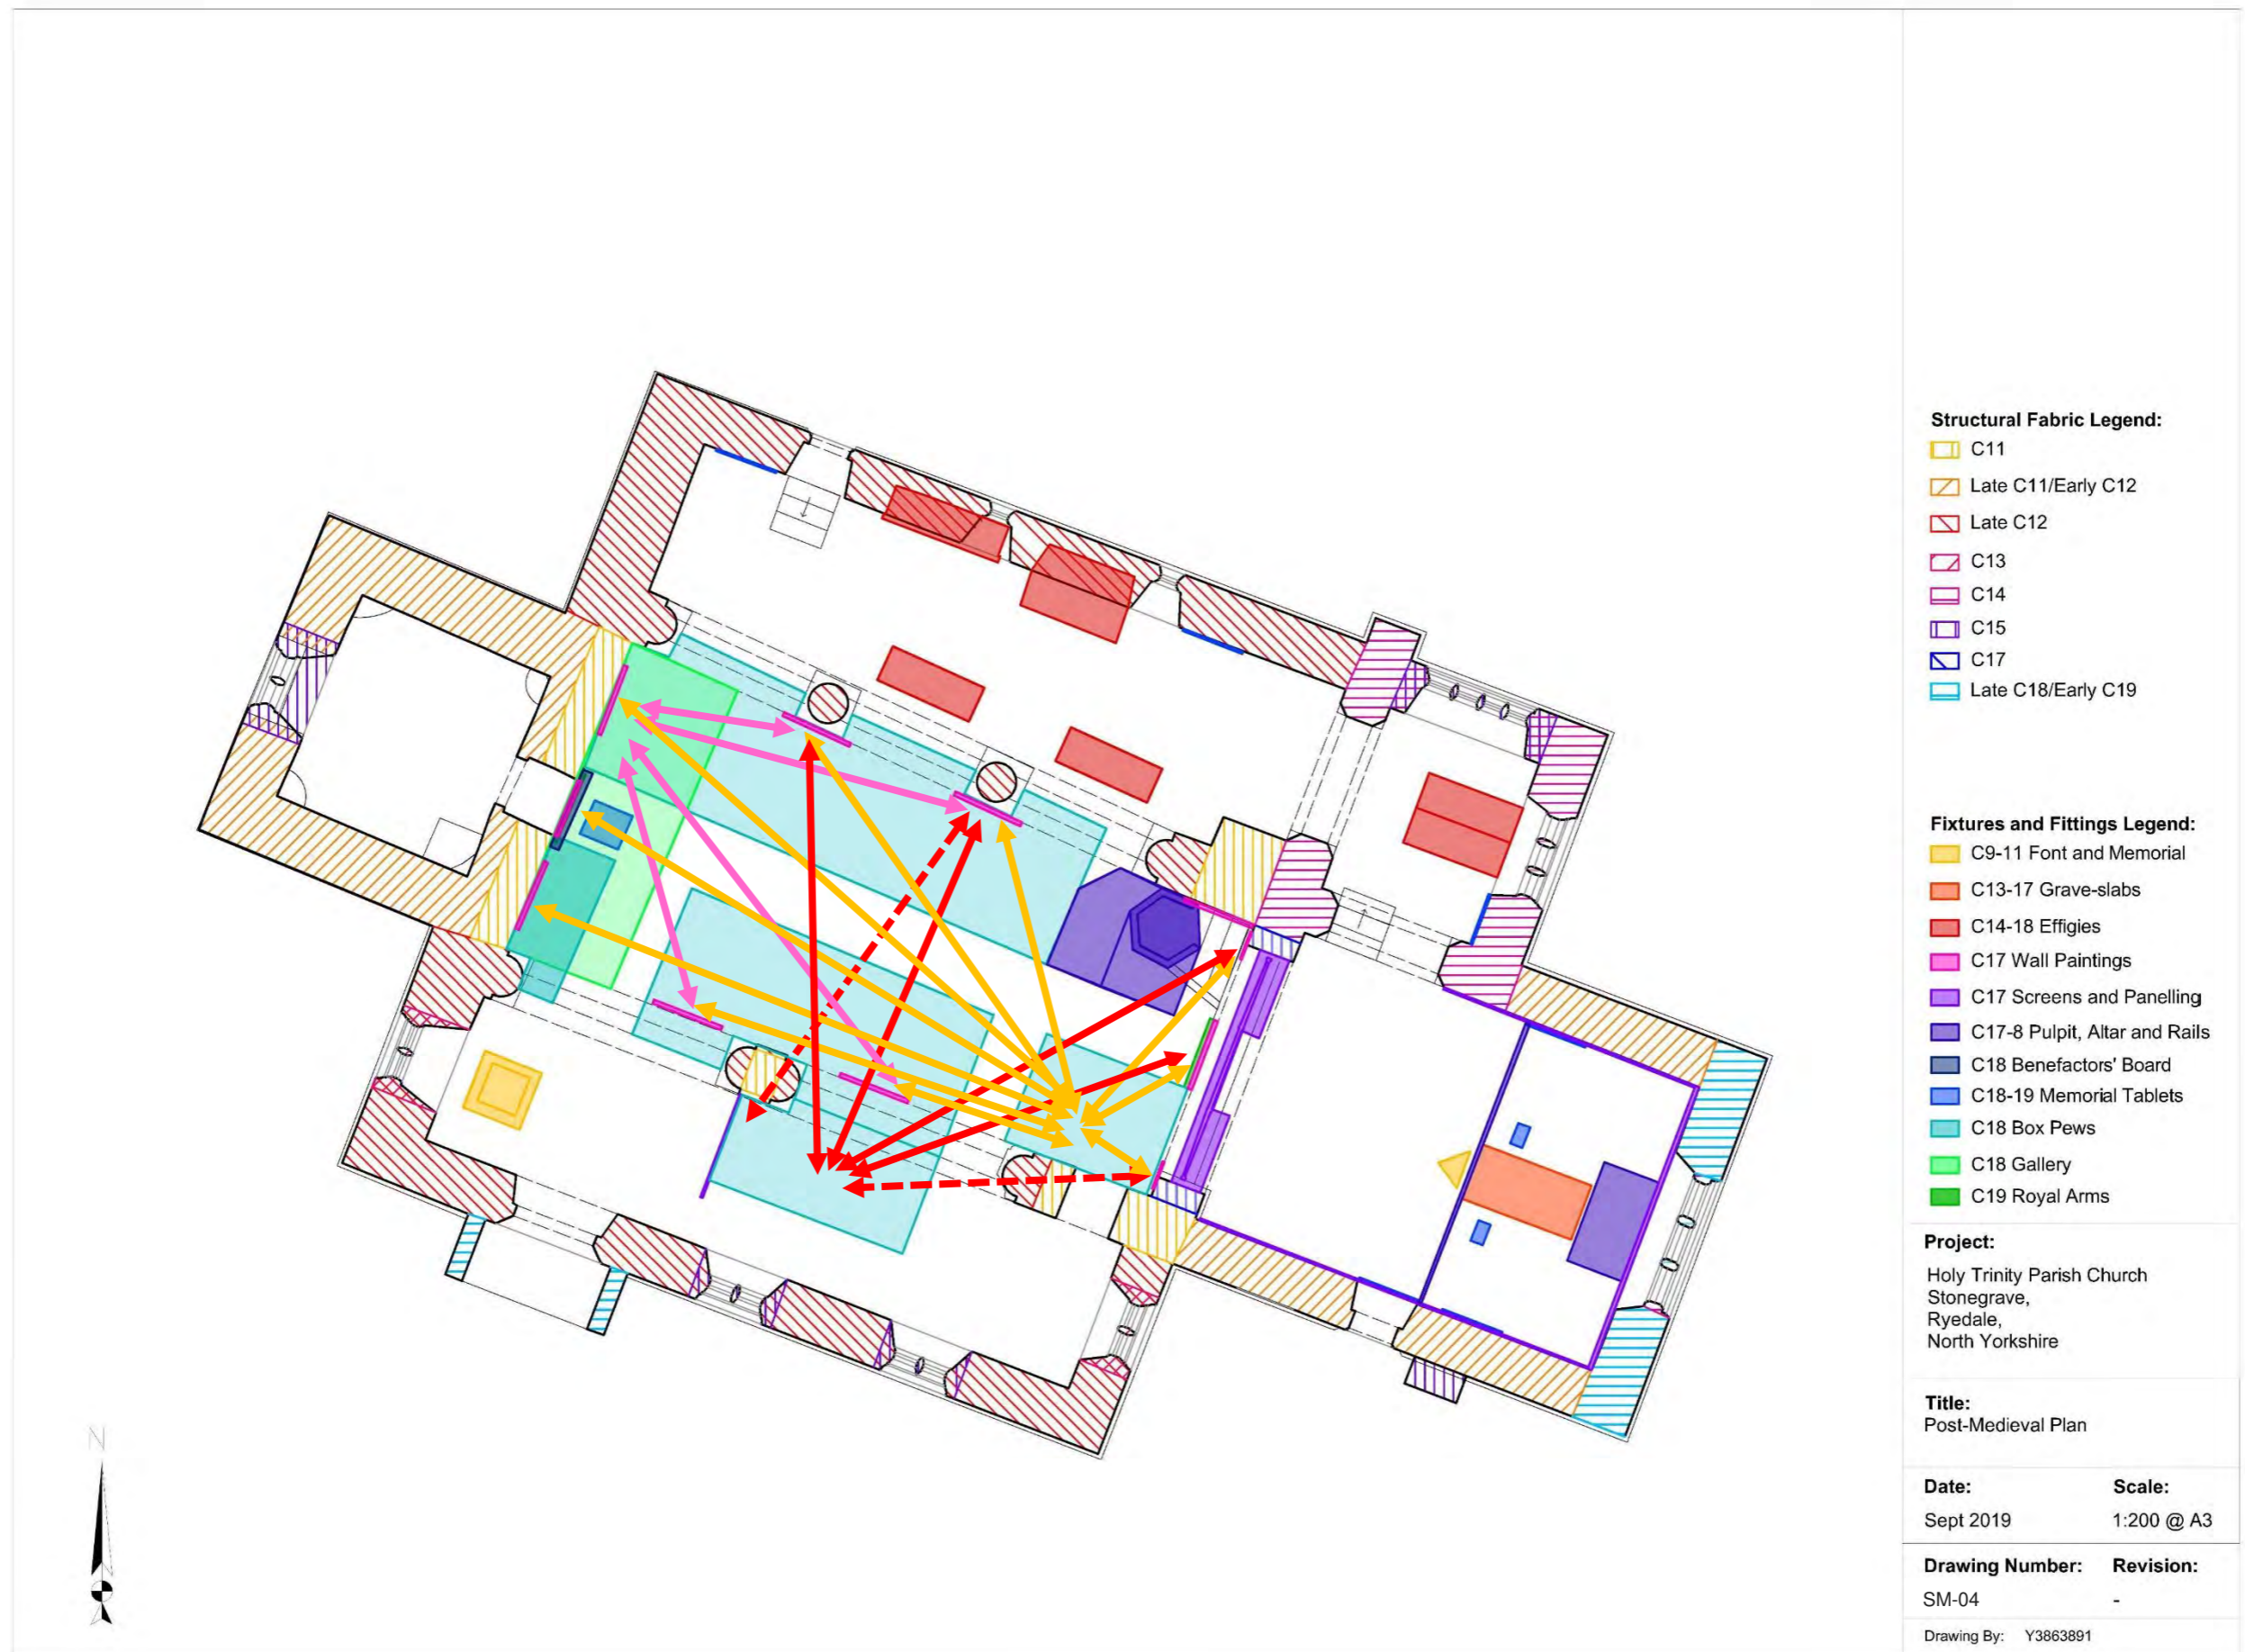 Structural Fabric Legend:
C11
Late C11/Early C12
Late C12
C13
C14
C15
C17
Late C18/Early C19
Fixtures and Fittings Legend:
C9-11 Font and Memorial
C13-17 Grave-slabs
C14-18 Effigies
C17 Wall Paintings
C17 Screens and Panelling
C17-8 Pulpit, Altar and Rails
C18 Benefactors' Board
C18-19 Memorial Tablets
C18 Box Pews
C18 Gallery
C19 Royal Arms
Project:
Holy Trinity Parish Church
Stonegrave,
Ryedale,
North Yorkshire
Title:
Post-Medieval Plan
Date: Scale:
Sept 2019 1:200 @ A3
Drawing Number: Revision:
SM-04 -
Drawing By: Y3863891
N